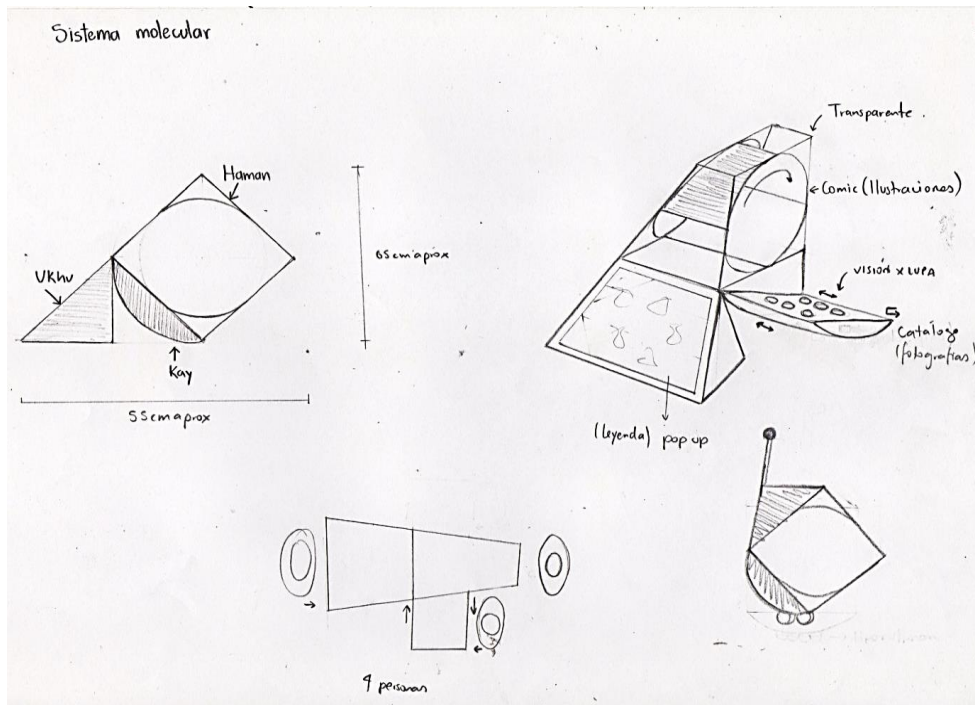 Sistema molecular
Haman
Ukhu
Kay
65cm aprox
55cm aprox
Transparente
Comic (Ilustraciones)
VISIÓN X LUPA
Catálogo
(fotografías)
(leyenda) pop up
4 personas